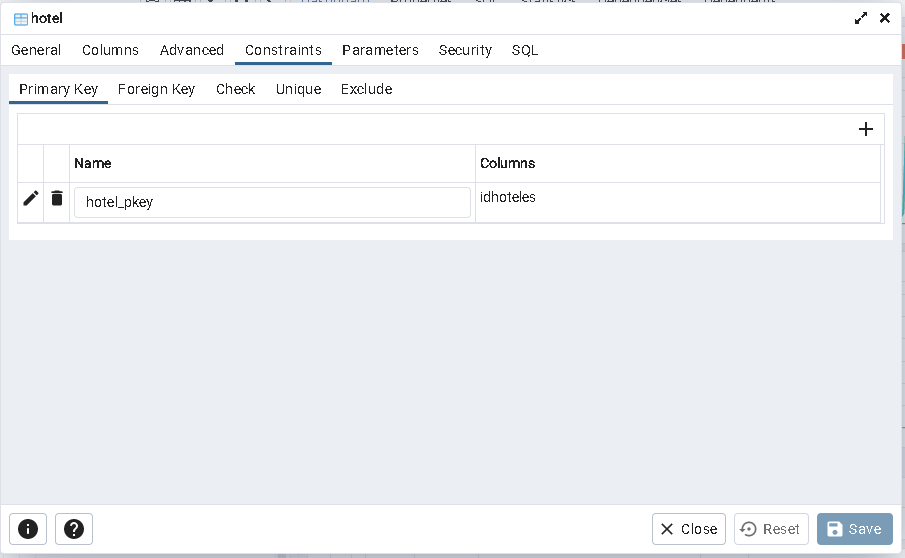 hotel
General Columns Advanced Constraints Parameters Security SQL
Primary Key Foreign Key Check Unique Exclude
Name Columns
hotel_pkey idhoteles
Close Reset Save